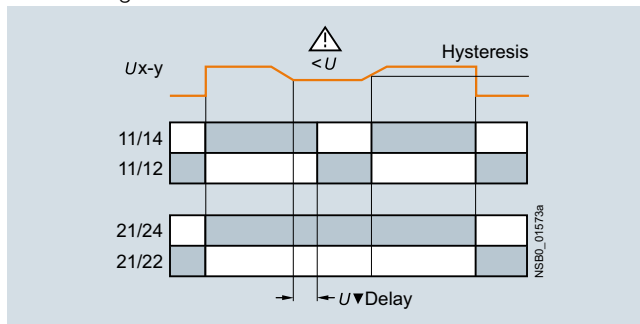 <U
Hysteresis
Ux-y
11/14
11/12
21/24
21/22
NSB0_01573a
U▼Delay